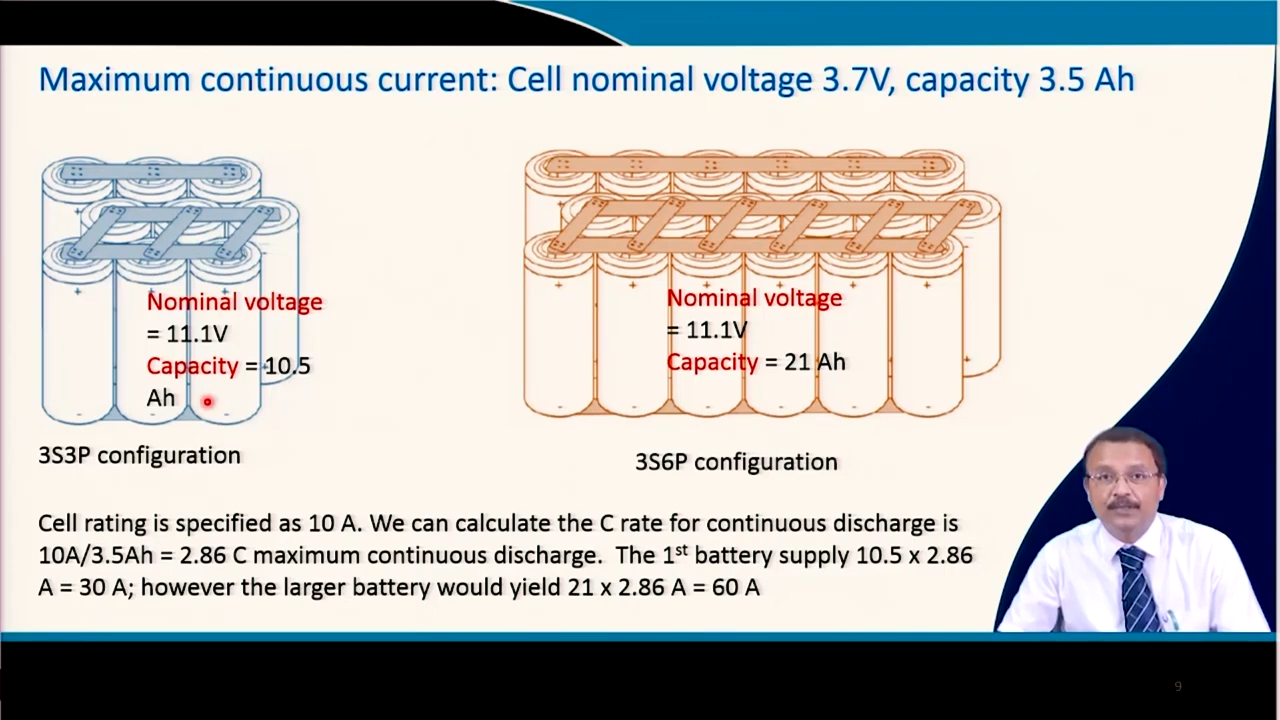 Maximum continuous current: Cell nominal voltage 3.7V, capacity 3.5 Ah
Nominal voltage
= 11.1V
Capacity = 10.5
Ah
3S3P configuration
Nominal voltage
= 11.1V
Capacity = 21 Ah
3S6P configuration
Cell rating is specified as 10 A. We can calculate the C rate for continuous discharge is
10A/3.5Ah = 2.86 C maximum continuous discharge.  The 1st battery supply 10.5 x 2.86
A = 30 A; however the larger battery would yield 21 x 2.86 A = 60 A
9